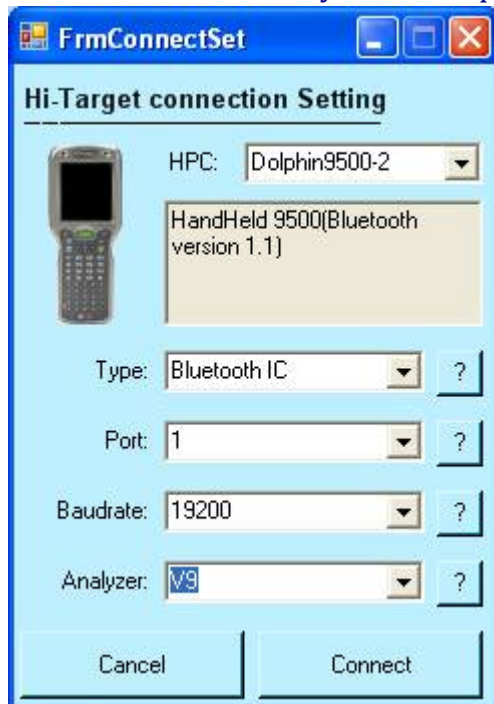 FrmConnectSet
Hi-Target connection Setting
HPC: Dolphin9500-2
HandHeld 9500(Bluetooth
version 1.1)
Type: Bluetooth IC ?
Port: 1 ?
Baudrate: 19200 ?
Analyzer: V9 ?
Cancel Connect